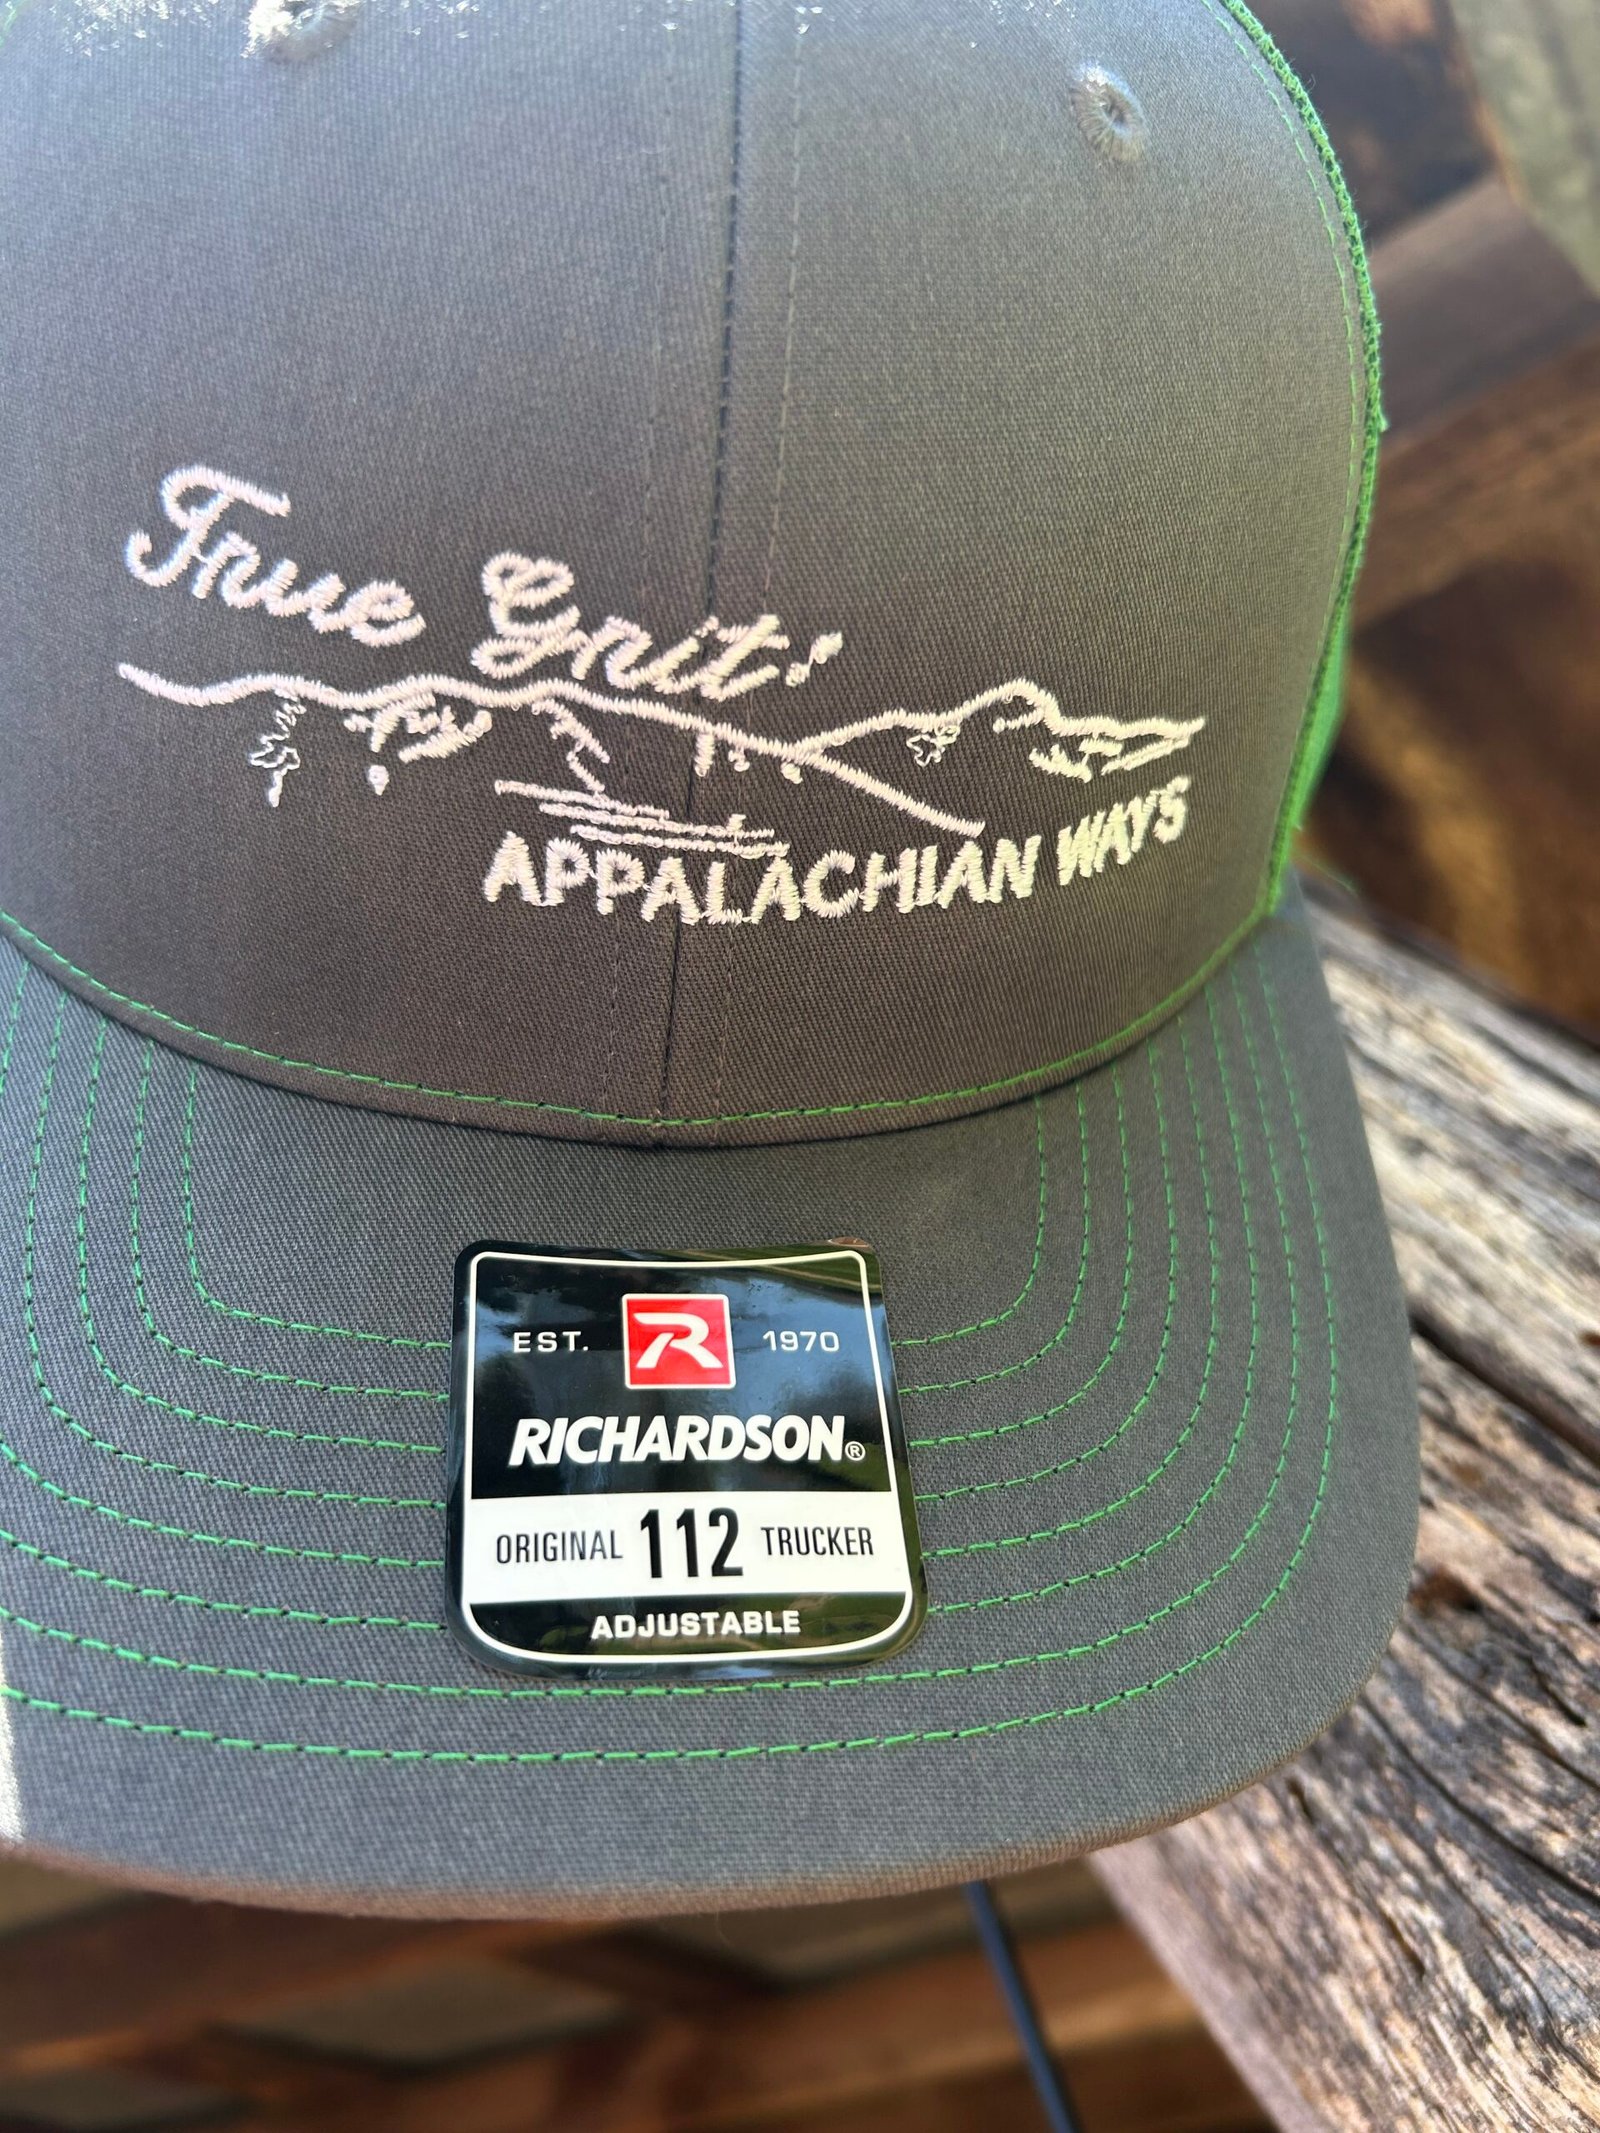 True Grit:
APPALACHIAN WAYS
EST. R 1970
RICHARDSON®
ORIGINAL 112 TRUCKER
ADJUSTABLE